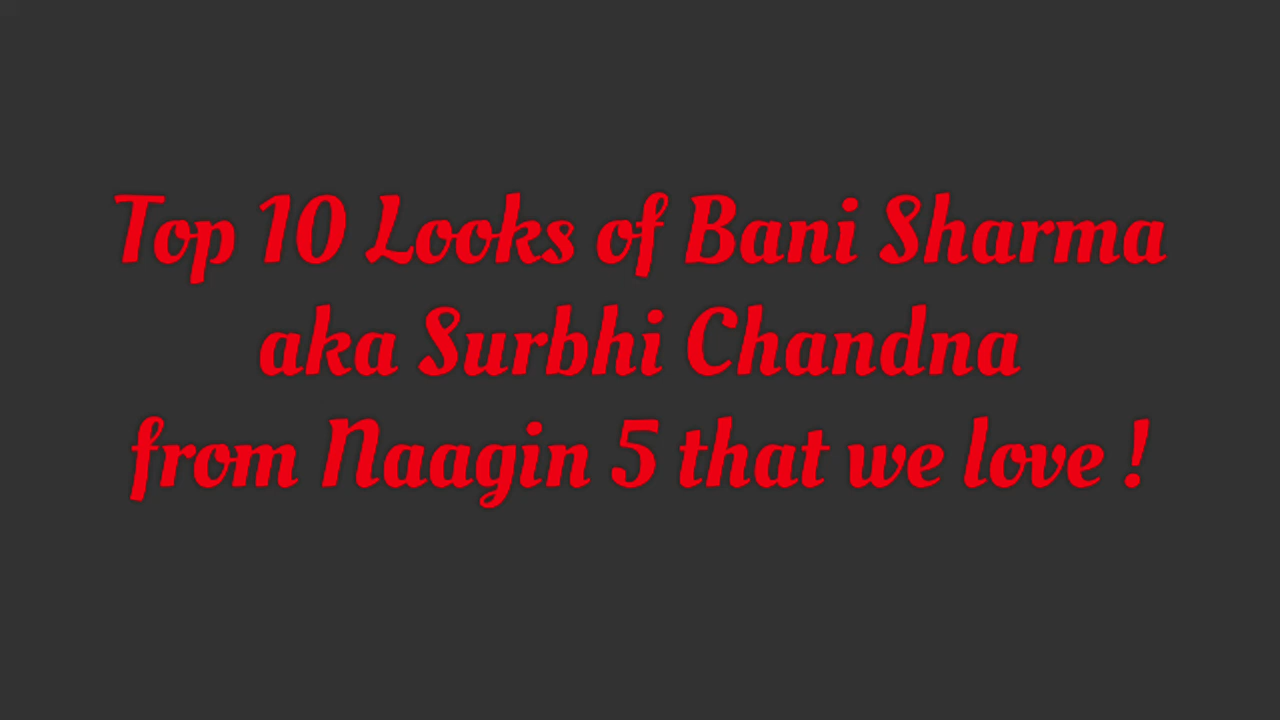 Top 10 Looks of Bani Sharma
aka Surbhi Chandna
from Naagin 5 that we love !